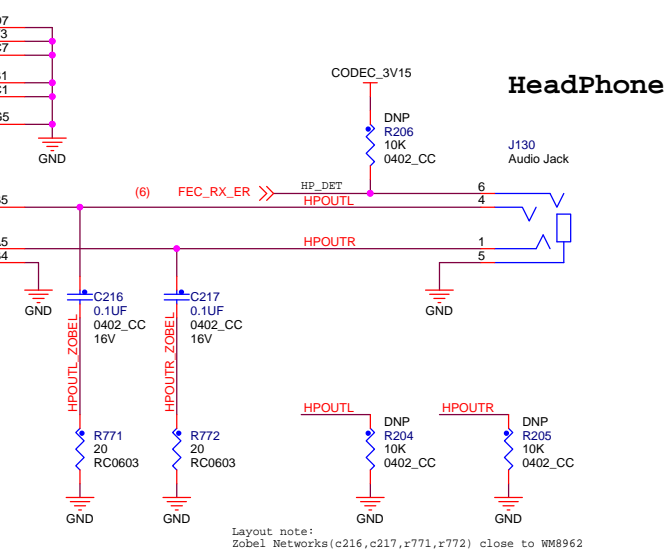 CODEC_3V15
HeadPhone
GND
DNP
R206
10K
0402_CC
J130
Audio Jack
(6) FEC_RX_ER
HP_DET
6
HPOUTL
4
HPOUTR
1
5
GND
GND
C216
0.1UF
0402_CC
16V
C217
0.1UF
0402_CC
16V
HPOUTL_ZOBEL
HPOUTR_ZOBEL
R771
20
RC0603
R772
20
RC0603
HPOUTL
DNP
R204
10K
0402_CC
HPOUTR
DNP
R205
10K
0402_CC
GND
GND
GND
GND
Layout note:
Zobel Networks(c216,c217,r771,r772) close to WM8962